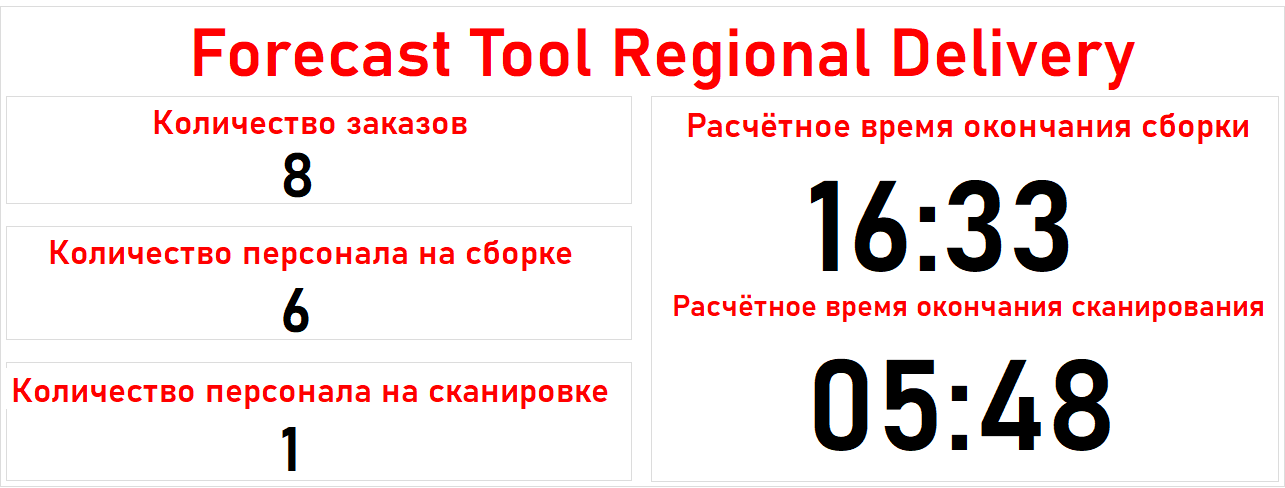 Forecast Tool Regional Delivery
Количество заказов
8
Количество персонала на сборке
6
Количество персонала на сканировке
1
Расчётное время окончания сборки
16:33
Расчётное время окончания сканирования
05:48